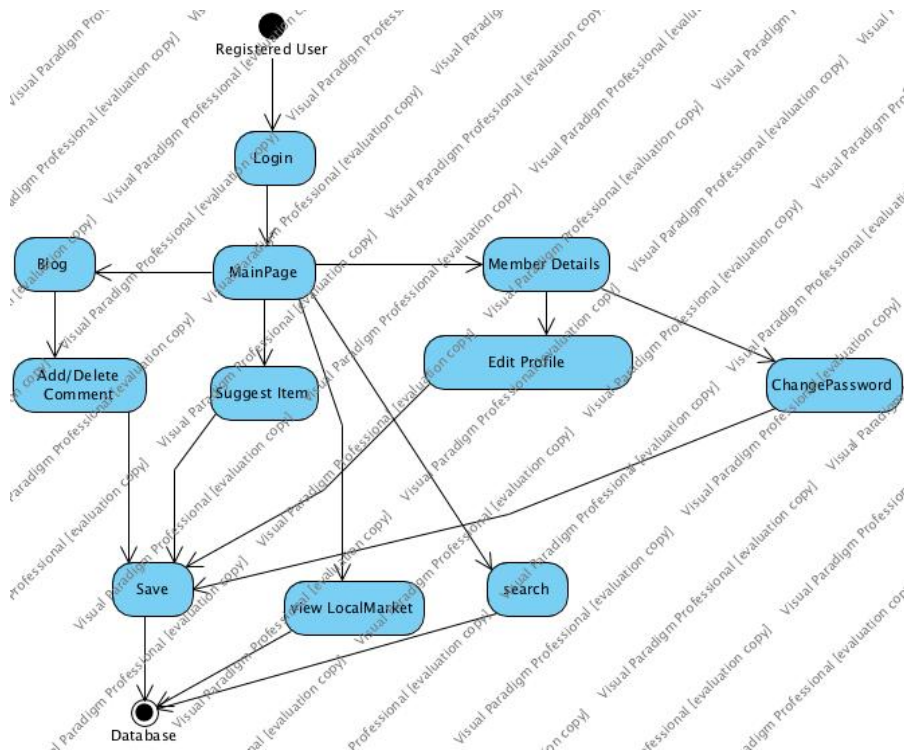 Registered User
Login
Blog
MainPage
Member Details
Add/Delete
Comment
Suggest Item
Edit Profile
ChangePassword
Save
view LocalMarket
search
Database
Visual Paradigm Professional [evaluation copy]